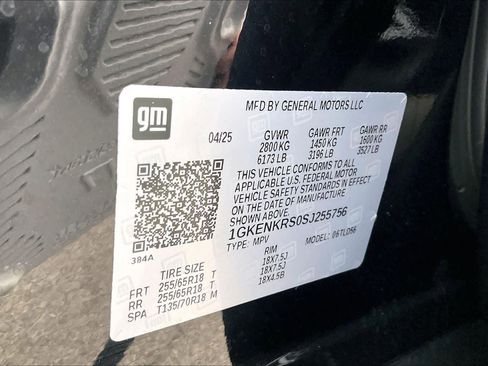 gm
MFD BY GENERAL MOTORS LLC.
04/25 GVWR GAWR FRT GAWR RR
2800 KG 1450 KG 1600 KG
6173 LB 3196 LB 3527 LB
THIS VEHICLE CONFORMS TO ALL
APPLICABLE U.S. FEDERAL MOTOR
VEHICLE SAFETY STANDARDS IN EFFECT
ON THE DATE OF MANUFACTURE
SHOWN ABOVE.
1GKENKRS0SJ255756
TYPE: MPV MODEL: 06TLD56
384A
TIRE SIZE RIM
FRT 255/65R18 T 18X7.5J
RR 255/65R18 T 18X7.5J
SPA T135/70R18 M 18X4.5B